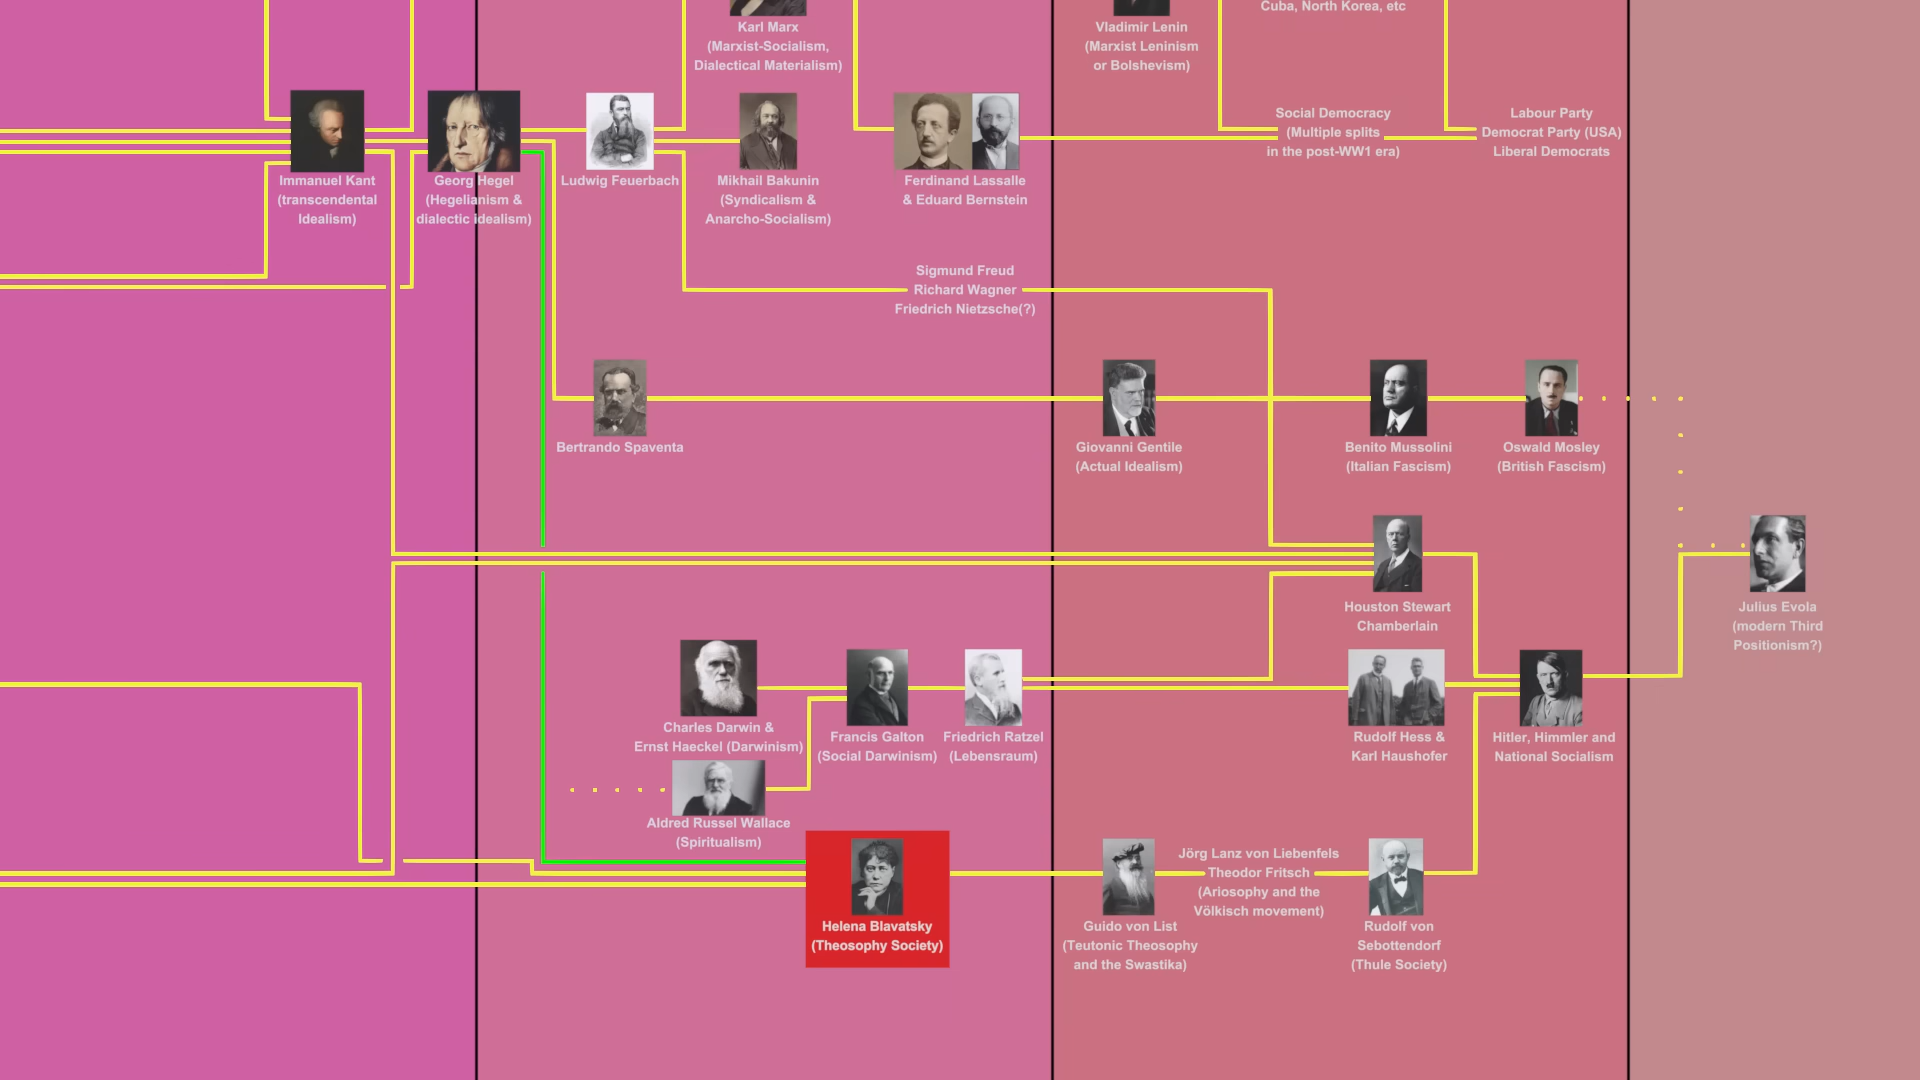 Cuba, North Korea, etc
Karl Marx
(Marxist-Socialism,
Dialectical Materialism)
Vladimir Lenin
(Marxist Leninism
or Bolshevism)
Social Democracy
(Multiple splits
in the post-WW1 era)
Labour Party
Democrat Party (USA)
Liberal Democrats
Immanuel Kant
(transcendental
Idealism)
Georg Hegel
(Hegelianism &
dialectic idealism)
Ludwig Feuerbach
Mikhail Bakunin
(Syndicalism &
Anarcho-Socialism)
Ferdinand Lassalle
& Eduard Bernstein
Sigmund Freud
Richard Wagner
Friedrich Nietzsche(?)
Bertrando Spaventa
Giovanni Gentile
(Actual Idealism)
Benito Mussolini
(Italian Fascism)
Oswald Mosley
(British Fascism)
Houston Stewart
Chamberlain
Julius Evola
(modern Third
Positionism?)
Charles Darwin &
Ernst Haeckel (Darwinism)
Francis Galton
(Social Darwinism)
Friedrich Ratzel
(Lebensraum)
Rudolf Hess &
Karl Haushofer
Hitler, Himmler and
National Socialism
Aldred Russel Wallace
(Spiritualism)
Helena Blavatsky
(Theosophy Society)
Guido von List
(Teutonic Theosophy
and the Swastika)
Jörg Lanz von Liebenfels
Theodor Fritsch
(Ariosophy and the
Völkisch movement)
Rudolf von
Sebottendorf
(Thule Society)